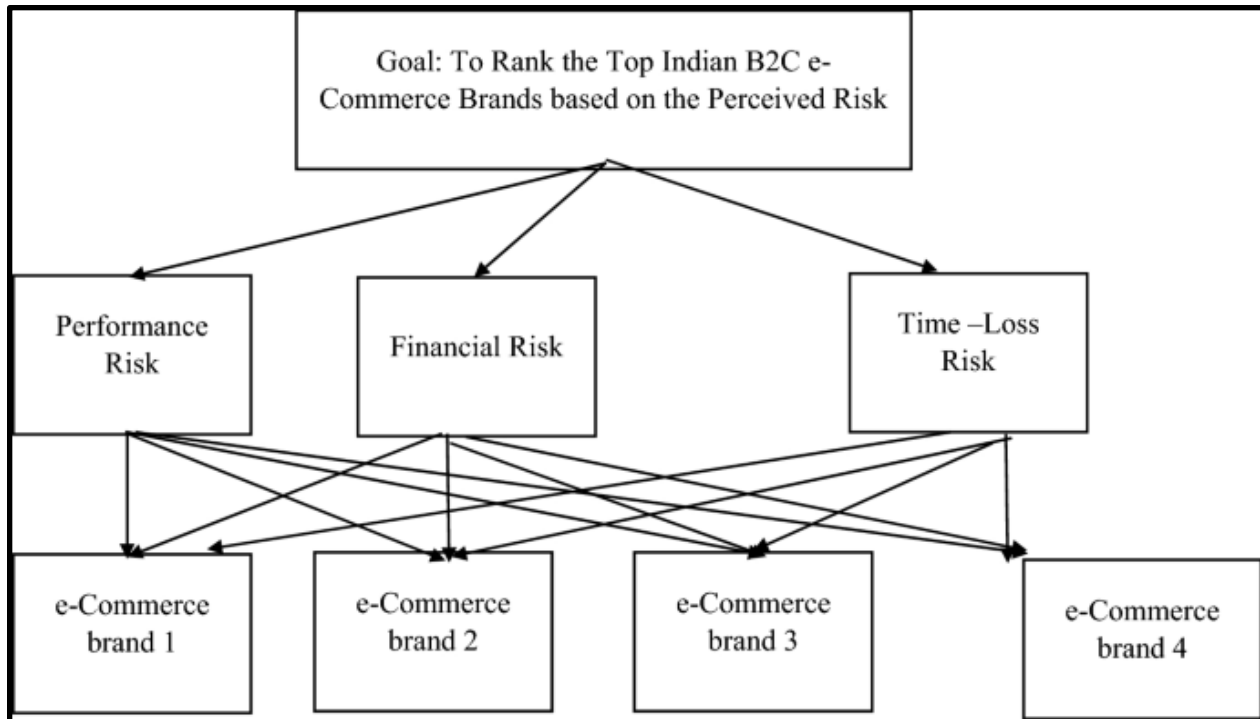 Goal: To Rank the Top Indian B2C e-
Commerce Brands based on the Perceived Risk
Performance
Risk
Financial Risk
Time –Loss
Risk
e-Commerce
brand 1
e-Commerce
brand 2
e-Commerce
brand 3
e-Commerce
brand 4